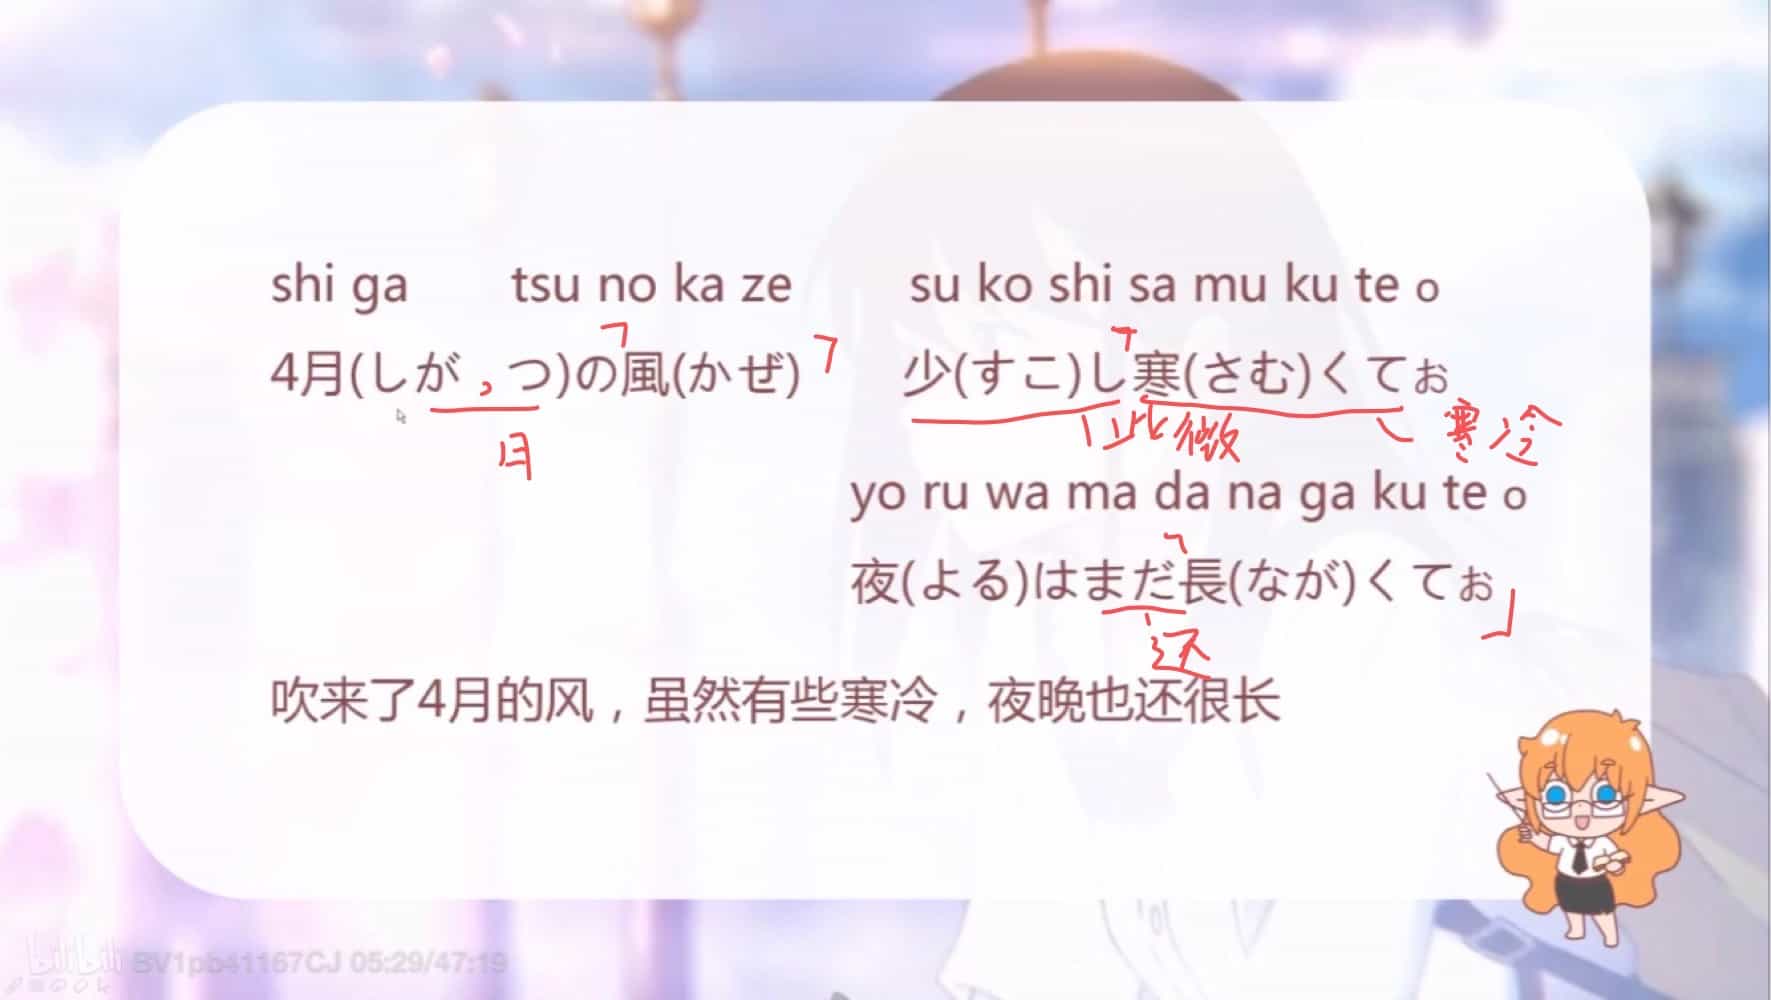 shi ga tsu no ka ze su ko shi sa mu ku te o
4月(しが，つ)の風(かぜ) 少(すこ)し寒(さむ)くてぉ
月
些微
寒冷
yo ru wa ma da na ga ku te o
夜(よる)はまだ長(なが)くてぉ
还
吹来了4月的风，虽然有些寒冷，夜晚也还很长
bilibili BV1pb41167CJ 05:29/47:19